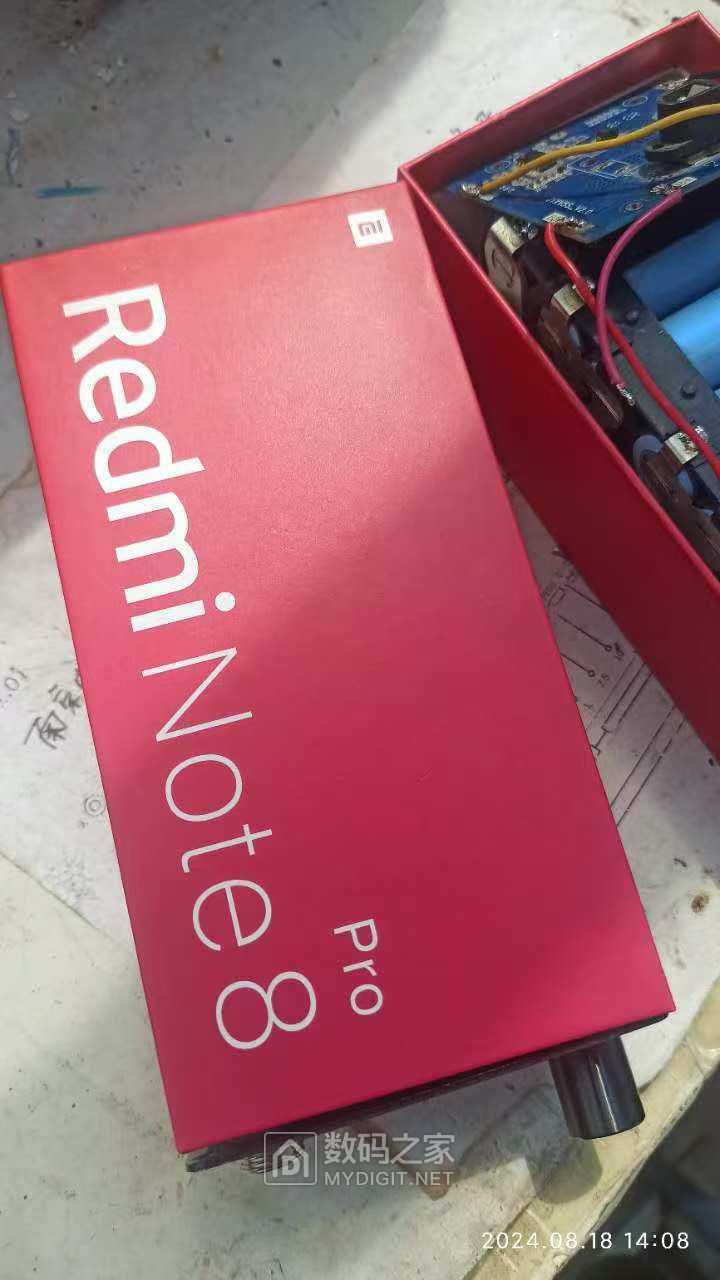 mi
Redmi Note 8
Pro
数码之家
MYDIGIT.NET
2024.08.18 14:08